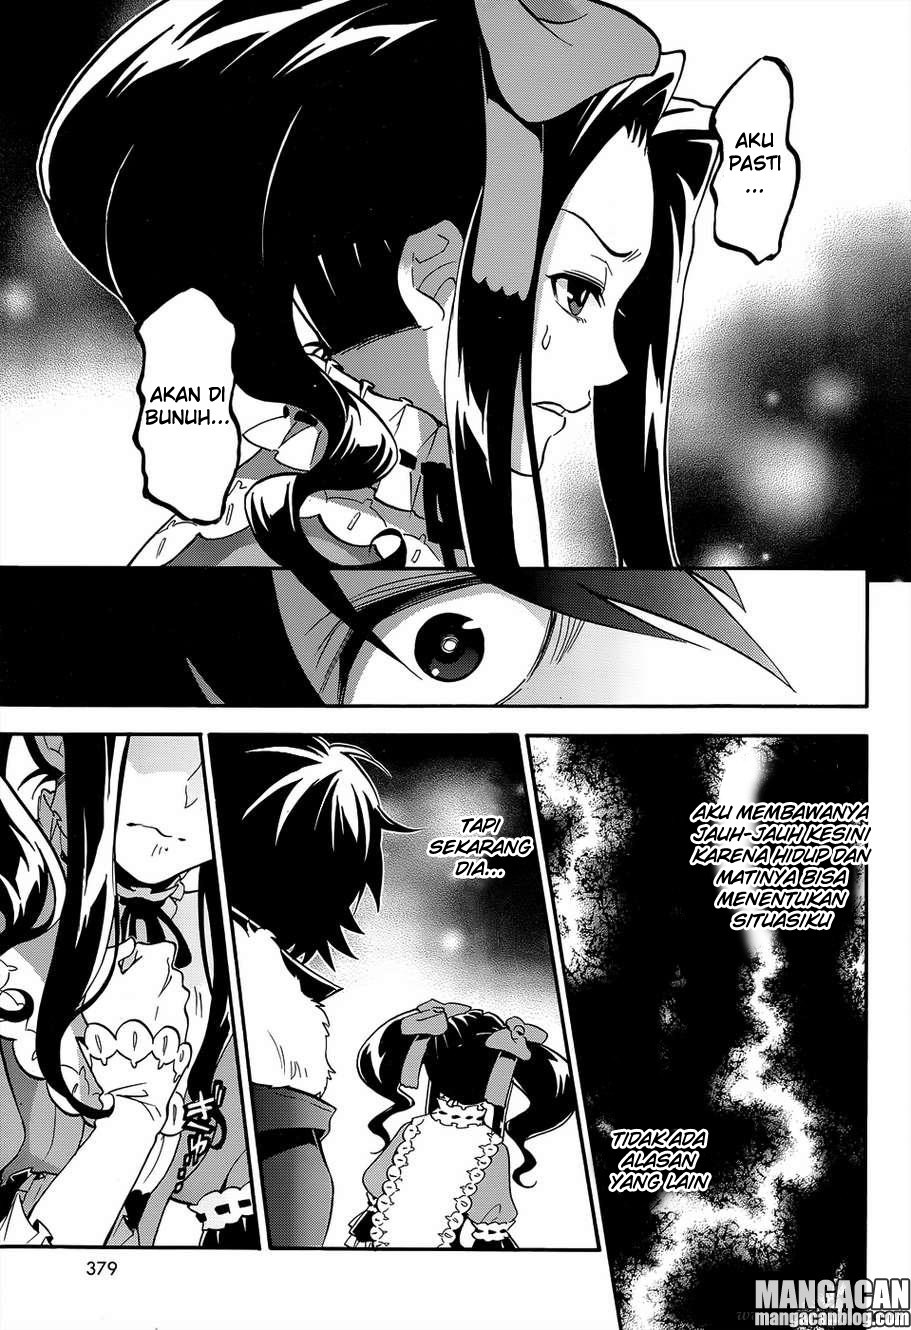 AKU
PASTI
...
AKAN DI
BUNUH...
AKU MEMBAWANYA
JAUH-JAUH KESINI
KARENA HIDUP DAN
MATINYA BISA
MENENTUKAN
SITUASIKU
TIDAK ADA
ALASAN
YANG LAIN
TAPI
SEKARANG
DIA...
379
MANGACAN
mangacanblog.com